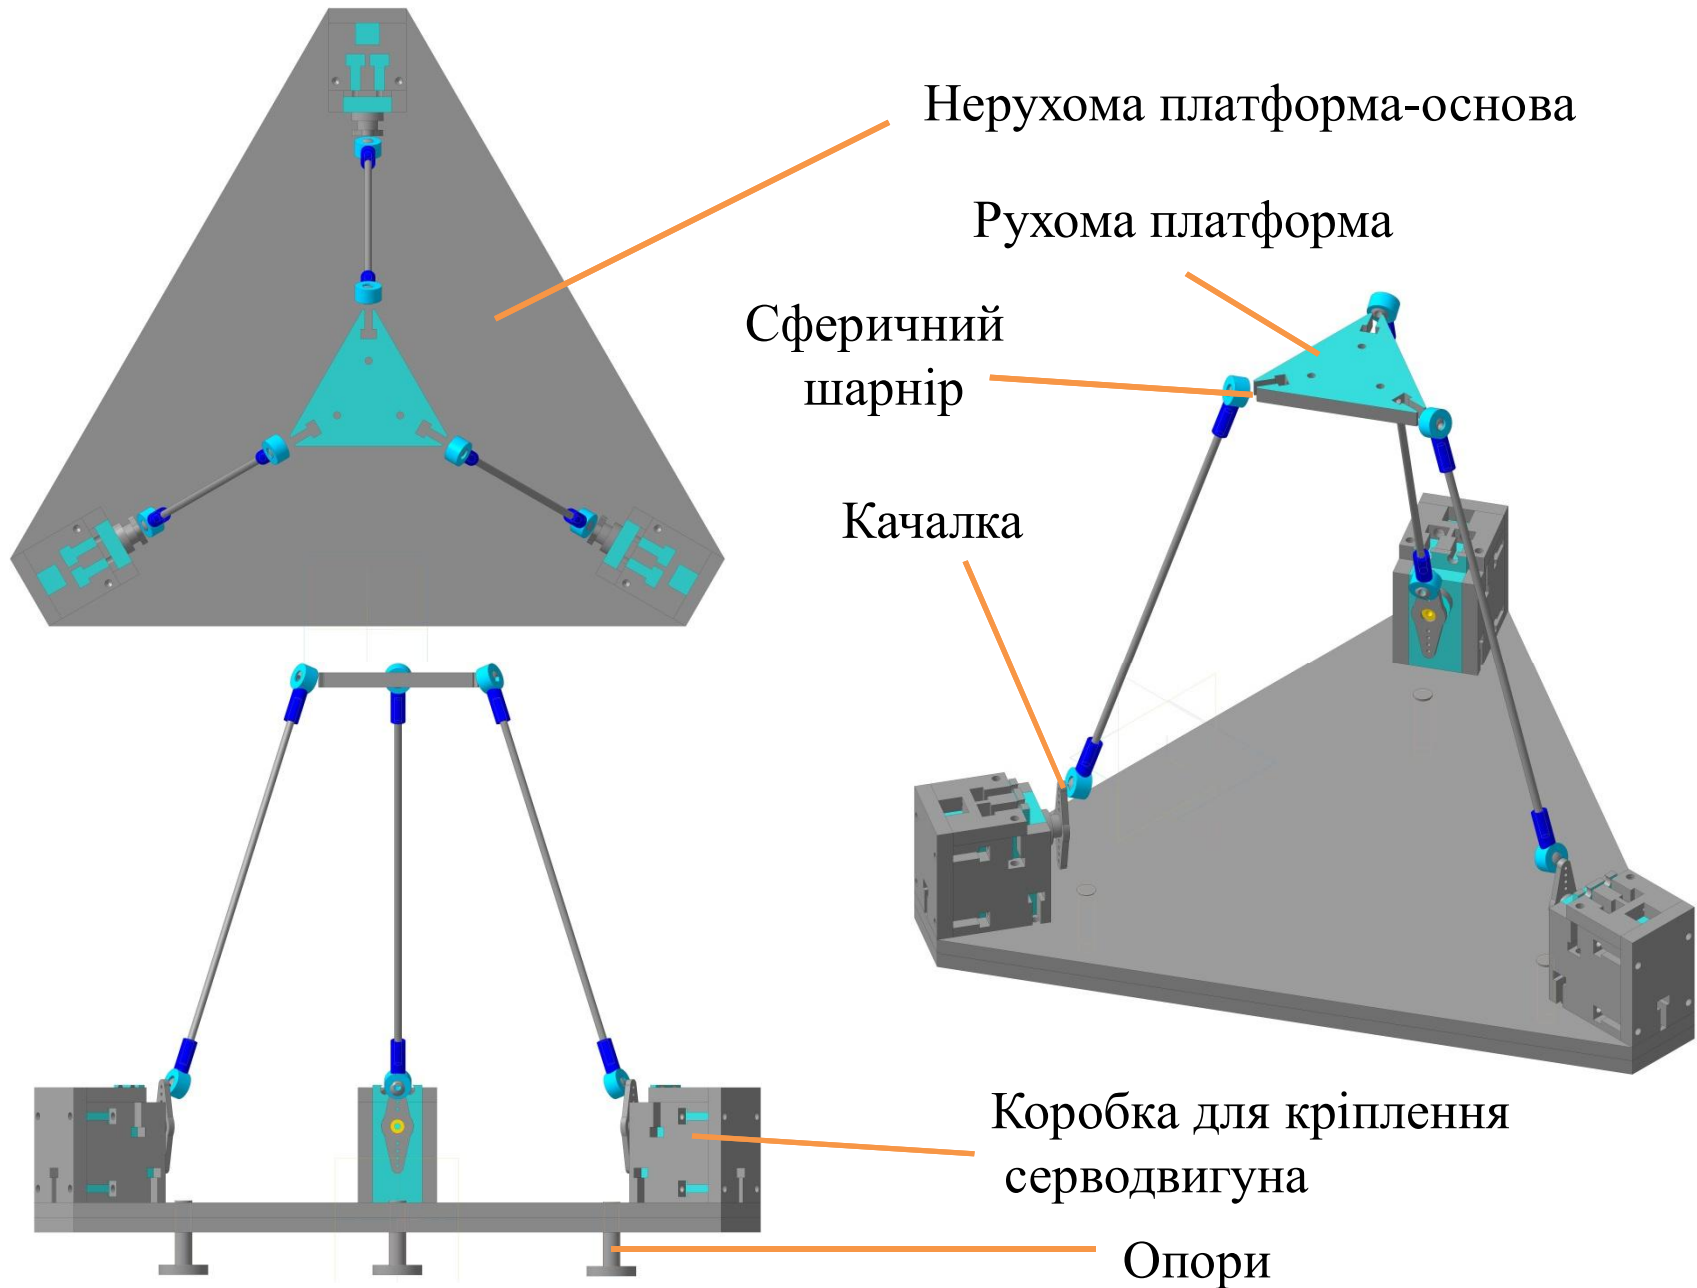 Нерухома платформа-основа
Рухома платформа
Сферичний
шарнір
Качалка
Коробка для кріплення
серводвигуна
Опори